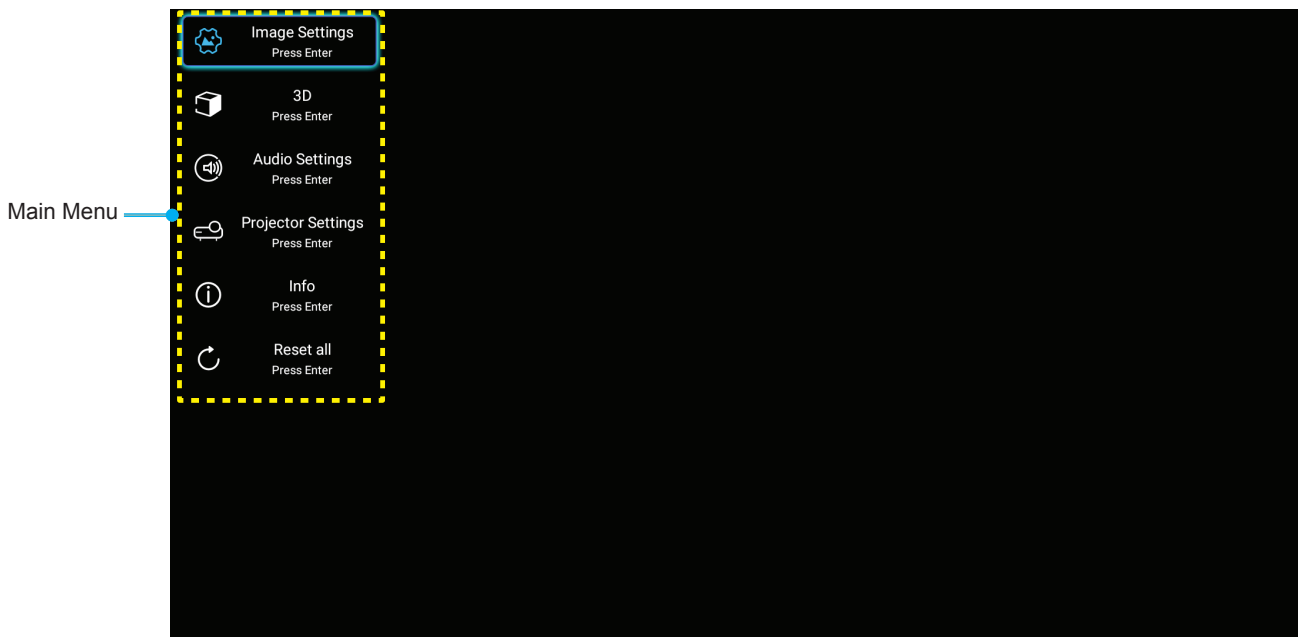 Main Menu
Image Settings
Press Enter
3D
Press Enter
Audio Settings
Press Enter
Projector Settings
Press Enter
Info
Press Enter
Reset all
Press Enter